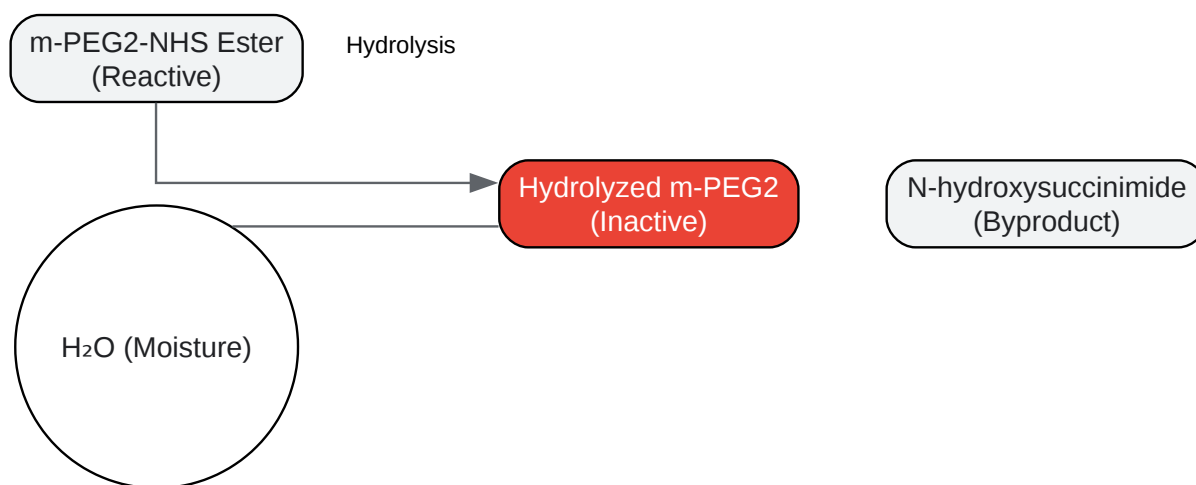 m-PEG2-NHS Ester
(Reactive)
Hydrolysis
Hydrolyzed m-PEG2
(Inactive)
N-hydroxysuccinimide
(Byproduct)
H₂O (Moisture)